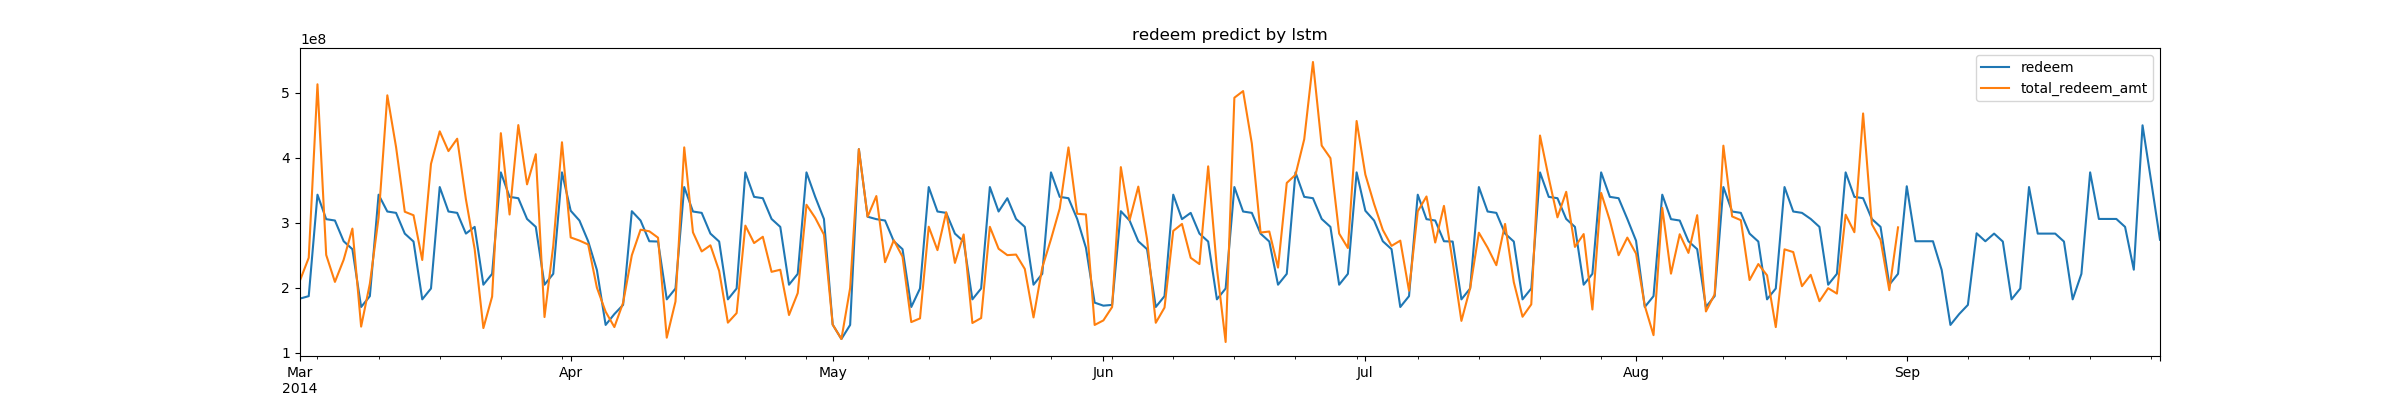 redeem predict by lstm
1e8
redeem
total_redeem_amt
5
4
3
2
1
Mar Apr May Jun Jul Aug Sep
2014